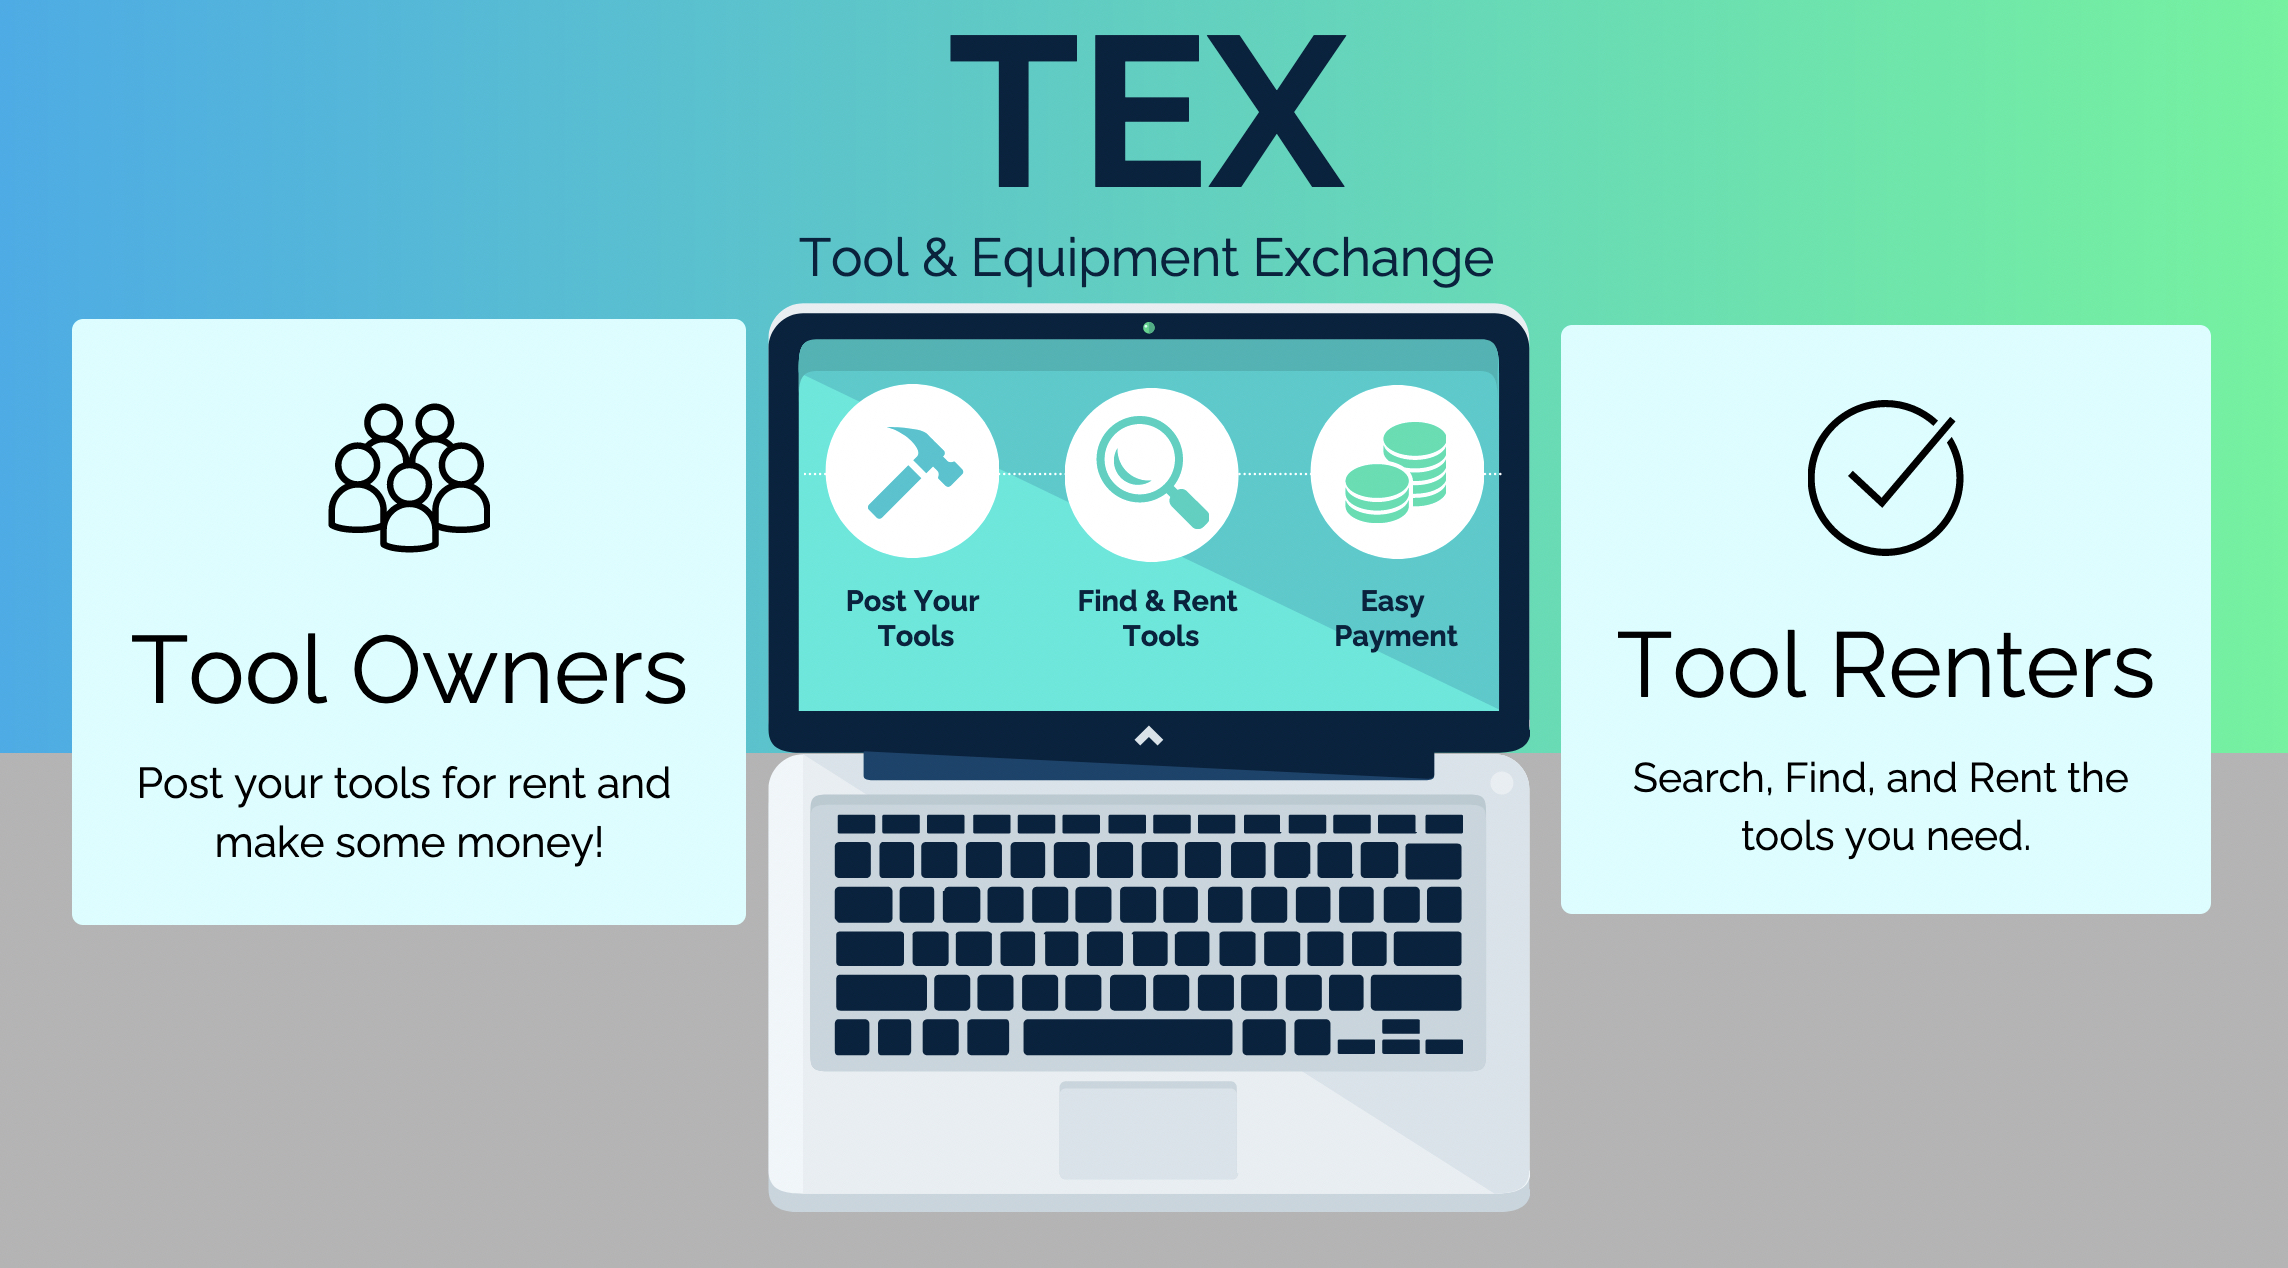 TEX
Tool & Equipment Exchange
Tool Owners
Post your tools for rent and
make some money!
Post Your
Tools
Find & Rent
Tools
Easy
Payment
Tool Renters
Search, Find, and Rent the
tools you need.